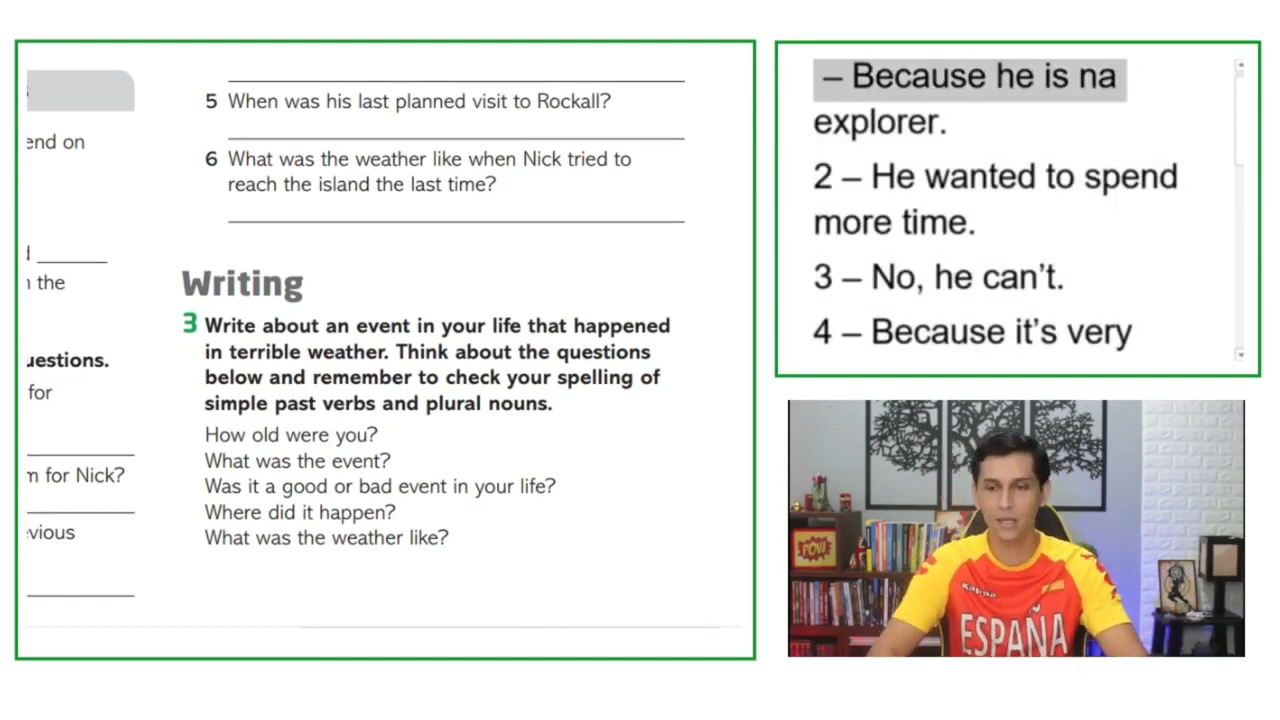 end on
d
n the
uestions.
for
m for Nick?
evious
5 When was his last planned visit to Rockall?
6 What was the weather like when Nick tried to
reach the island the last time?
Writing
3 Write about an event in your life that happened
in terrible weather. Think about the questions
below and remember to check your spelling of
simple past verbs and plural nouns.
How old were you?
What was the event?
Was it a good or bad event in your life?
Where did it happen?
What was the weather like?
– Because he is na
explorer.
2 – He wanted to spend
more time.
3 – No, he can’t.
4 – Because it’s very
POW!
Kappa
ESPAÑA